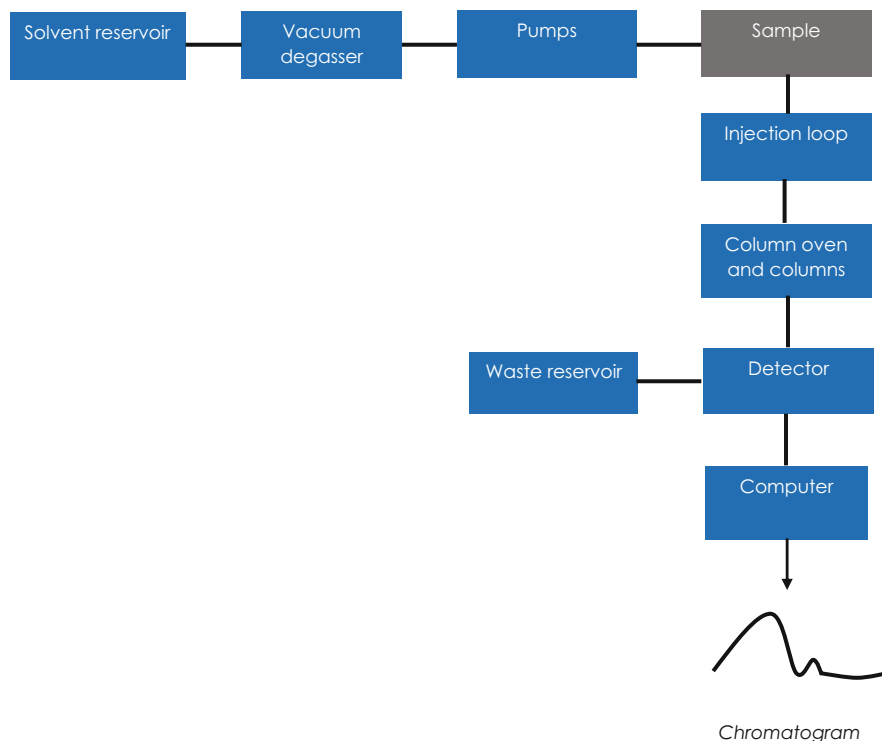 Solvent reservoir
Vacuum
degasser
Pumps
Sample
Injection loop
Column oven
and columns
Waste reservoir
Detector
Computer
Chromatogram